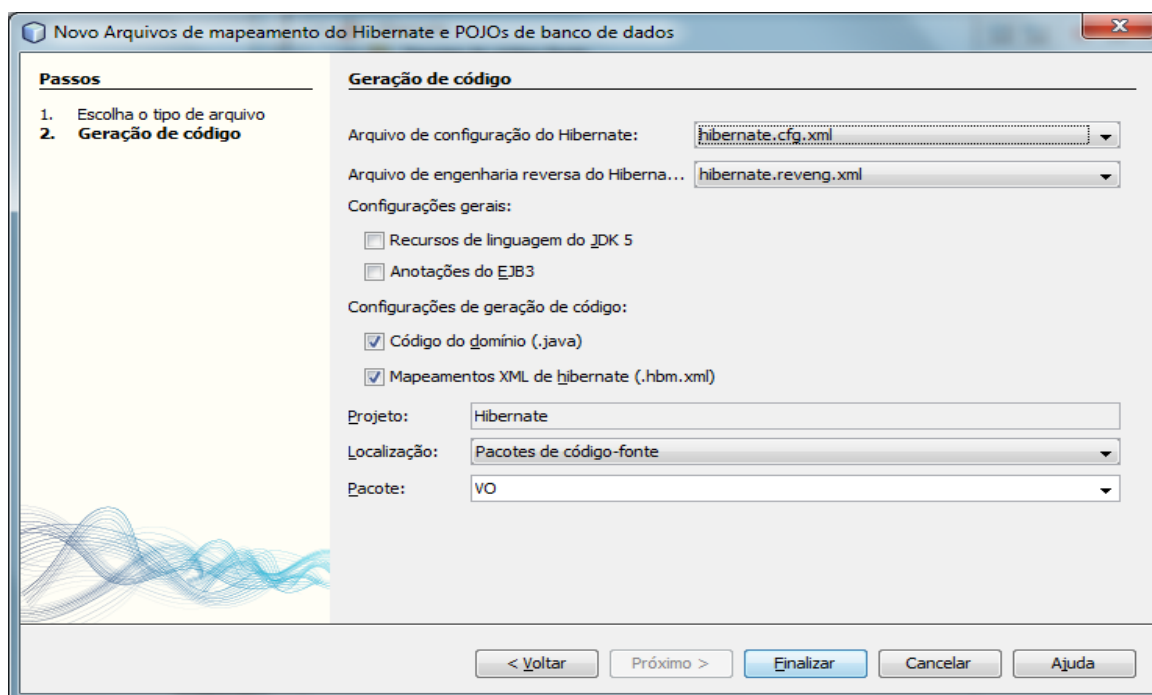 Novo Arquivos de mapeamento do Hibernate e POJOs de banco de dados
Passos
1. Escolha o tipo de arquivo
2. Geração de código
Geração de código
Arquivo de configuração do Hibernate: hibernate.cfg.xml
Arquivo de engenharia reversa do Hiberna... hibernate.reveng.xml
Configurações gerais:
Recursos de linguagem do JDK 5
Anotações do EJB3
Configurações de geração de código:
Código do domínio (.java)
Mapeamentos XML de hibernate (.hbm.xml)
Projeto: Hibernate
Localização: Pacotes de código-fonte
Pacote: VO
< Voltar Próximo > Finalizar Cancelar Ajuda